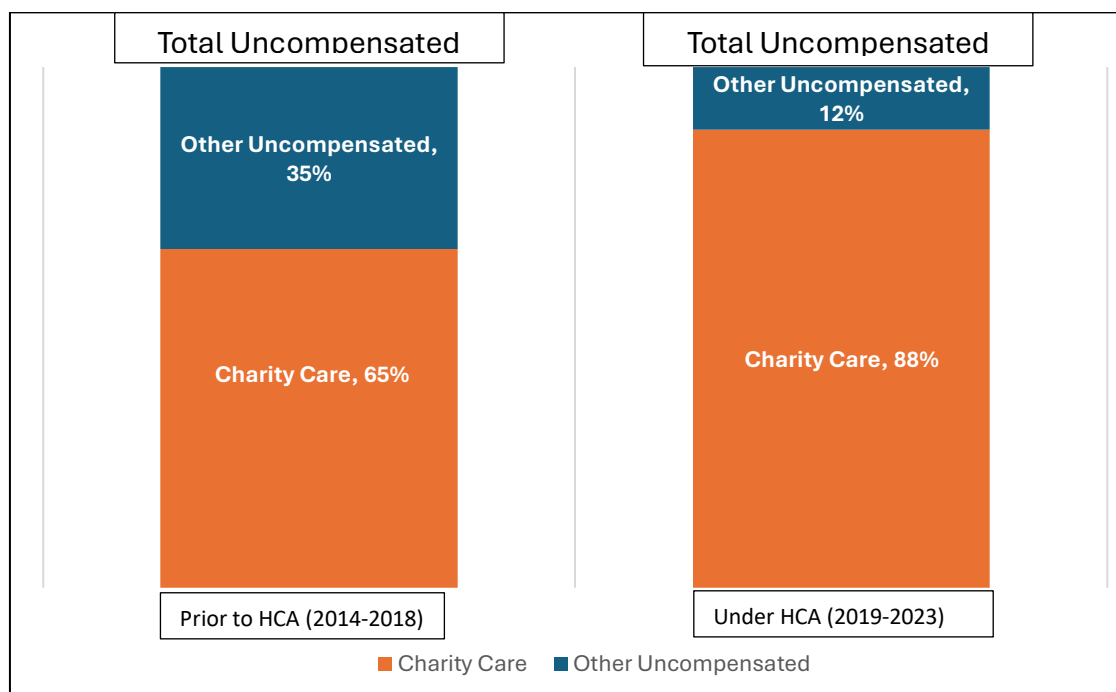 Total Uncompensated
Total Uncompensated
Other Uncompensated,
35%
Other Uncompensated,
12%
Charity Care, 65%
Charity Care, 88%
Prior to HCA (2014-2018)
Under HCA (2019-2023)
Charity Care
Other Uncompensated